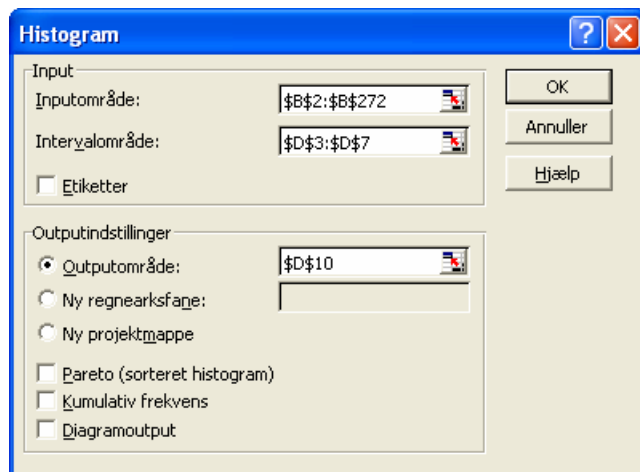 Histogram
Input
Inputområde: $B$2:$B$272
Intervalområde: $D$3:$D$7
Etiketter
OK
Annuller
Hjælp
Outputindstillinger
Outputområde: $D$10
Ny regnearksfane:
Ny projektmappe
Pareto (sorteret histogram)
Kumulativ frekvens
Diagramoutput